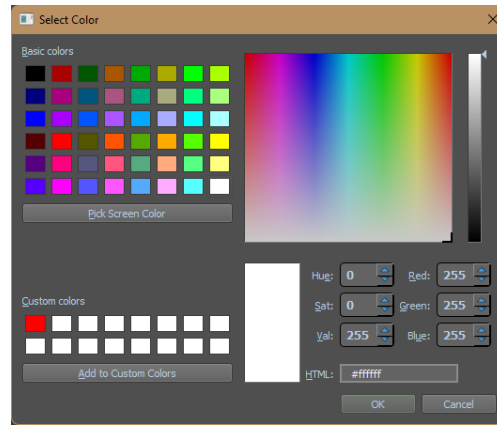 Select Color
Basic colors
Pick Screen Color
Custom colors
Add to Custom Colors
Hue: 0 Red: 255
Sat: 0 Green: 255
Val: 255 Blue: 255
HTML: #ffffff
OK Cancel